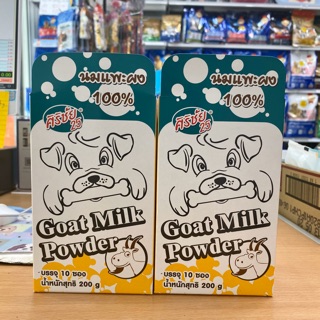 นมแพะผง
100%
ศิริชัย
25
Goat Milk
Powder
บรรจุ 10 ซอง
น้ำหนักสุทธิ 200 g
นมแพะผง
100%
ศิริชัย
25
Goat Milk
Powder
บรรจุ 10 ซอง
น้ำหนักสุทธิ 200 g